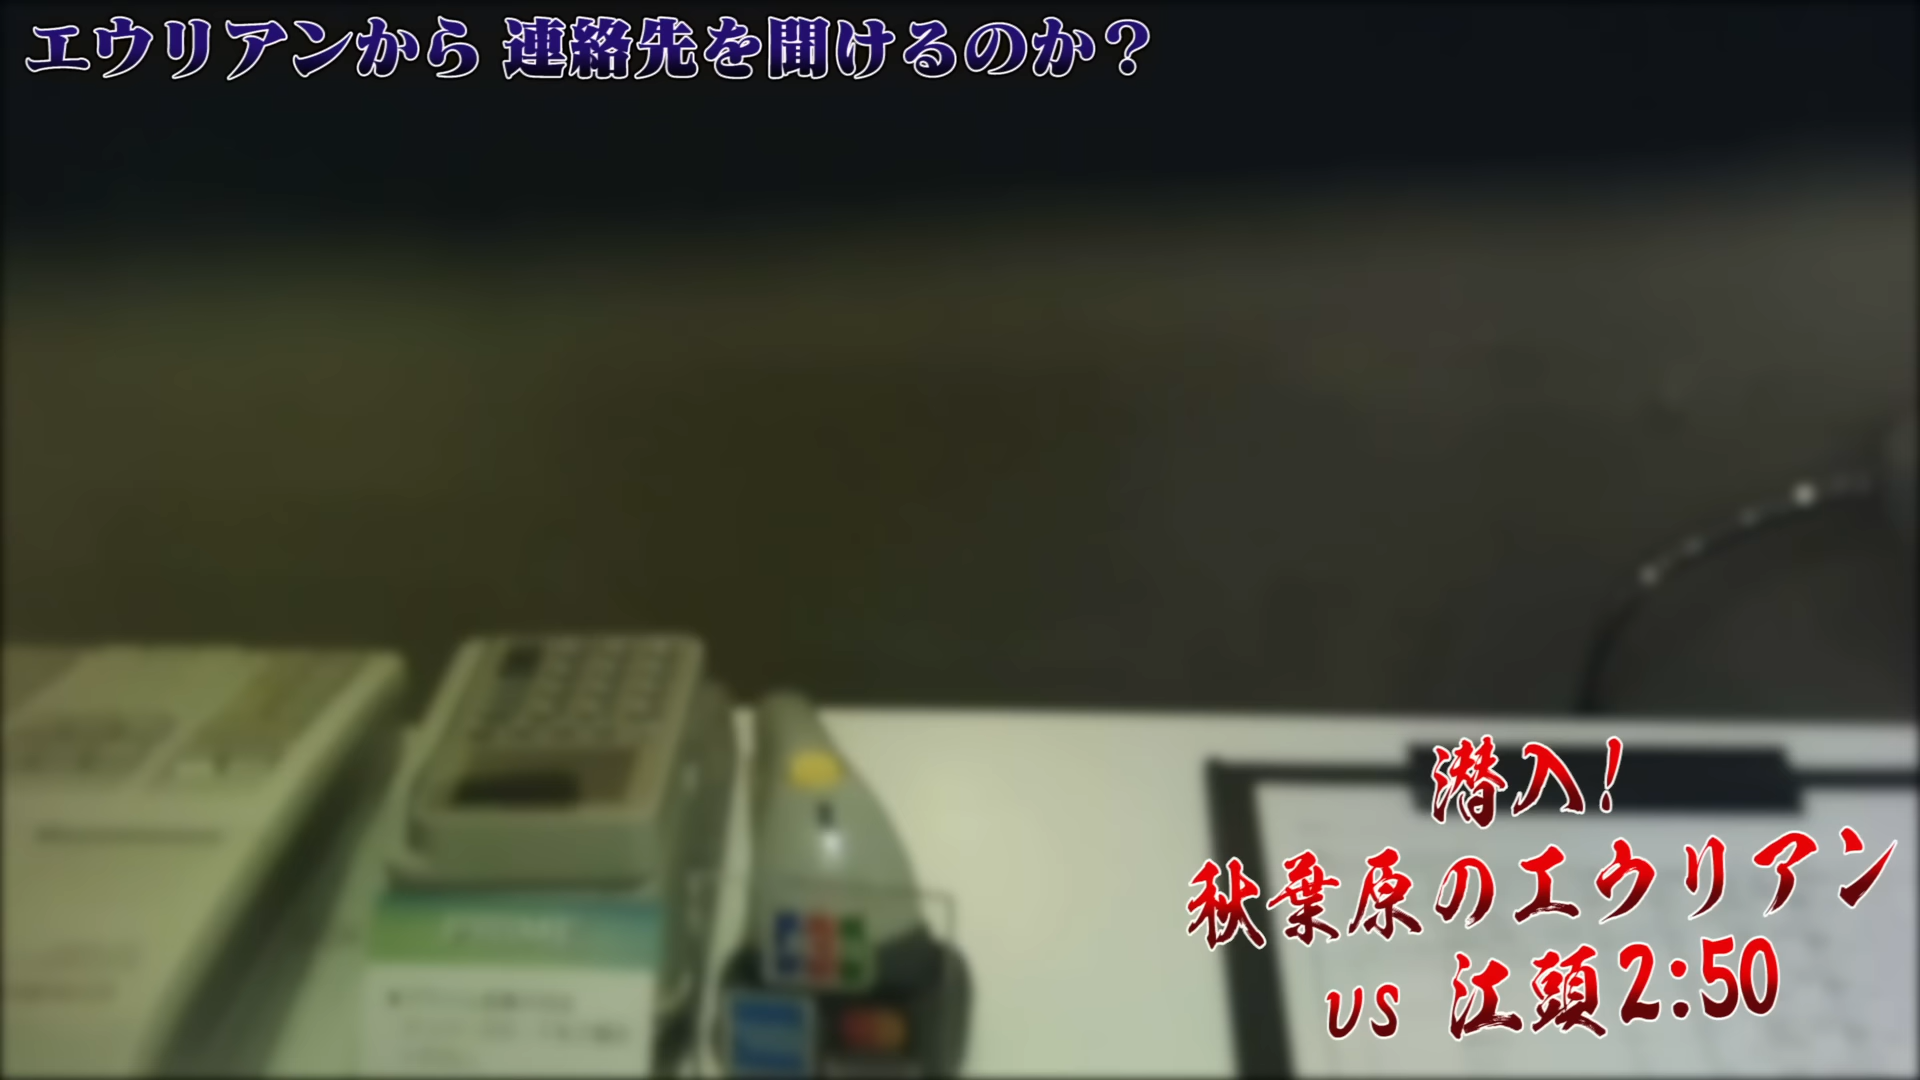 エウリアンから 連絡先を聞けるのか?
潜入!
秋葉原のエウリアン
vs 江頭2:50
JCB